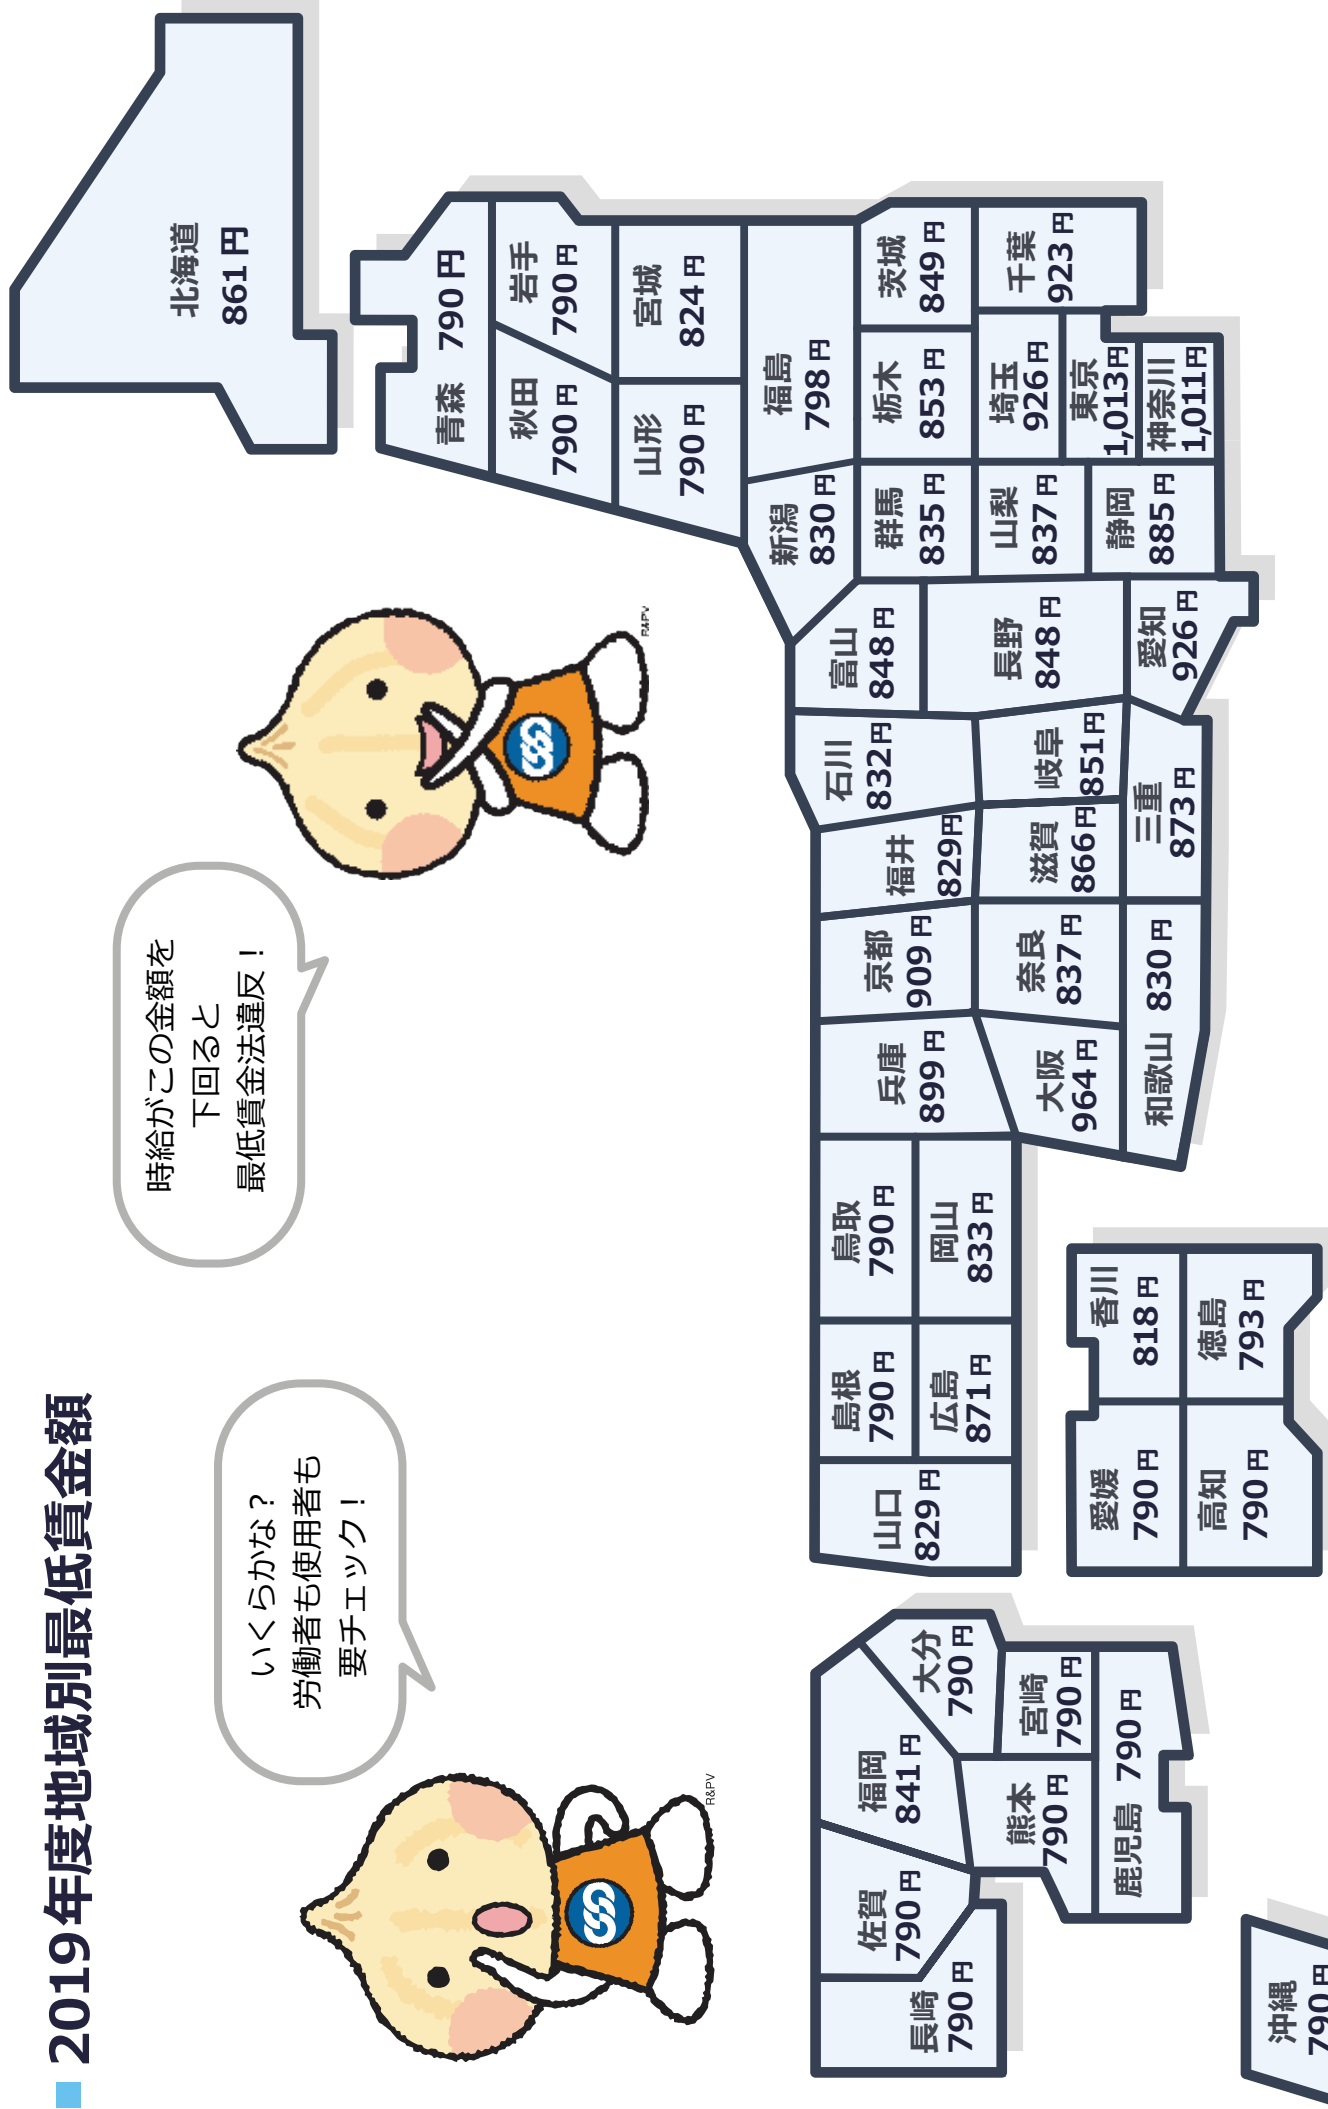 2019年度地域別最低賃金額
いくらかな？
労働者も使用者も
要チェック！
時給がこの金額を
下回ると
最低賃金法違反！
R&PV
R&PV
北海道
861円
青森 790円
秋田
790円
岩手
790円
山形
790円
宮城
824円
福島
798円
新潟
830円
群馬
835円
栃木
853円
茨城
849円
山梨
837円
埼玉
926円
千葉
923円
東京
1,013円
神奈川
1,011円
静岡
885円
富山
848円
長野
848円
愛知
926円
石川
832円
岐阜
851円
福井
829円
滋賀
866円
三重
873円
京都
909円
奈良
837円
和歌山 830円
兵庫
899円
大阪
964円
鳥取
790円
岡山
833円
島根
790円
広島
871円
山口
829円
香川
818円
徳島
793円
愛媛
790円
高知
790円
福岡
841円
大分
790円
佐賀
790円
長崎
790円
熊本
790円
宮崎
790円
鹿児島 790円
沖縄
790円